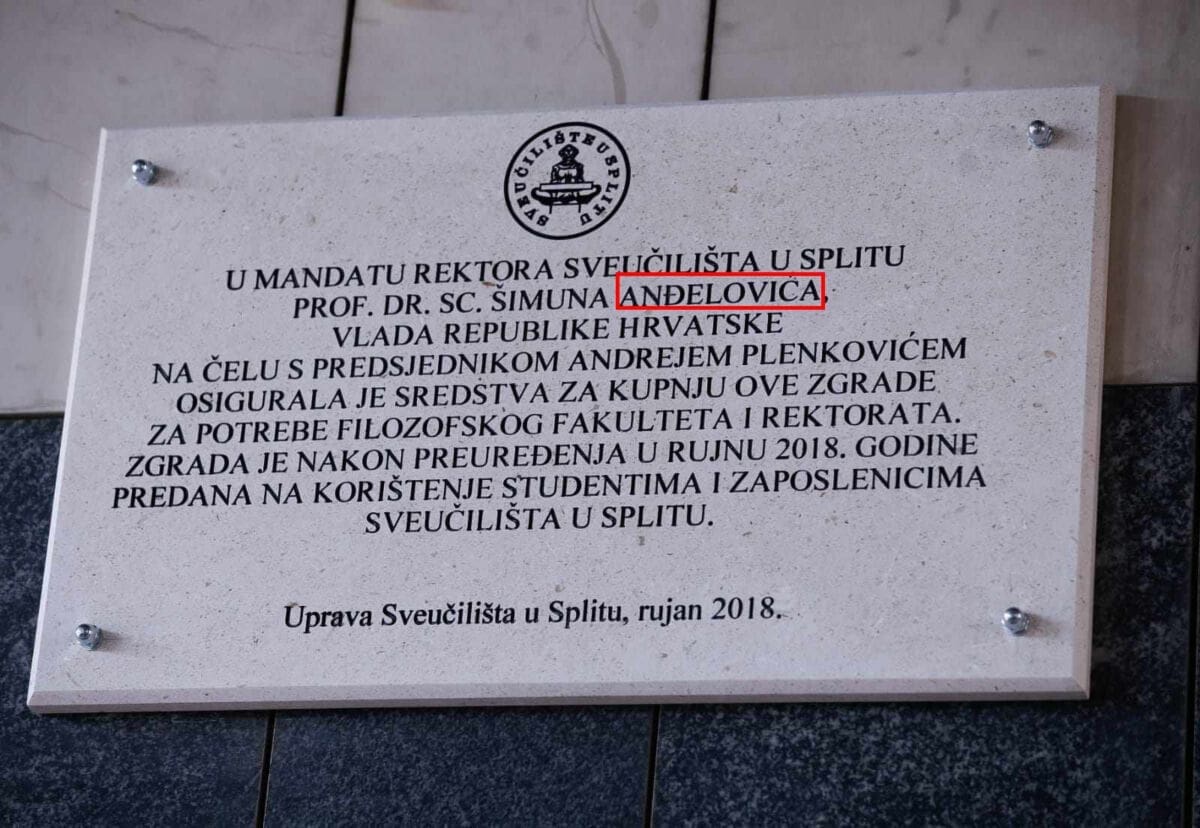 SVEUČILIŠTE U SPLITU
U MANDATU REKTORA SVEUČILIŠTA U SPLITU
PROF. DR. SC. ŠIMUNA ANĐELOVIĆA,
VLADA REPUBLIKE HRVATSKE
NA ČELU S PREDSJEDNIKOM ANDREJEM PLENKOVIĆEM
OSIGURALA JE SREDSTVA ZA KUPNJU OVE ZGRADE
ZA POTREBE FILOZOFSKOG FAKULTETA I REKTORATA.
ZGRADA JE NAKON PREUREĐENJA U RUJNU 2018. GODINE
PREDANA NA KORIŠTENJE STUDENTIMA I ZAPOSLENICIMA
SVEUČILIŠTA U SPLITU.
Uprava Sveučilišta u Splitu, rujan 2018.